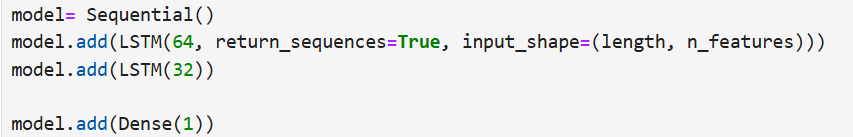 model= Sequential()
model.add(LSTM(64, return_sequences=True, input_shape=(length, n_features)))
model.add(LSTM(32))
model.add(Dense(1))